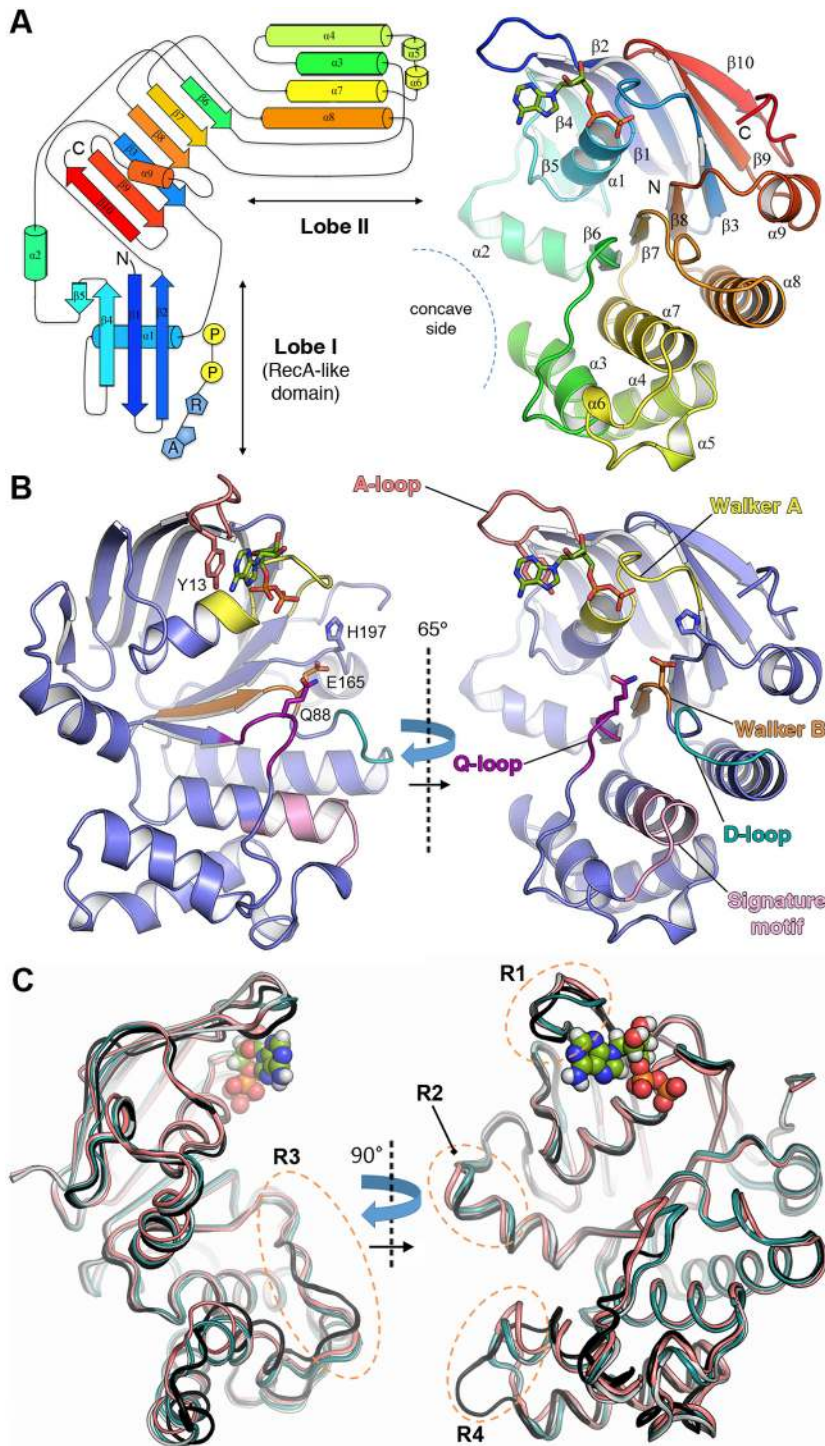 A
α4
α5
α3
α6
α7
α8
β6
β7
β8
β3
C
α9
β9
β10
α2
N
β5
β4
β1
α1
β2
P
P
R
A
Lobe II
Lobe I
(RecA-like
domain)
concave
side
β2
β10
β4
C
β5
β1
α1
β9
N
β3
α9
β8
α2
β6
β7
α8
α7
α3
α4
α6
α5
B
Y13
H197
E165
Q88
65°
A-loop
Walker A
Walker B
Q-loop
D-loop
Signature
motif
C
R1
R2
R3
90°
R4